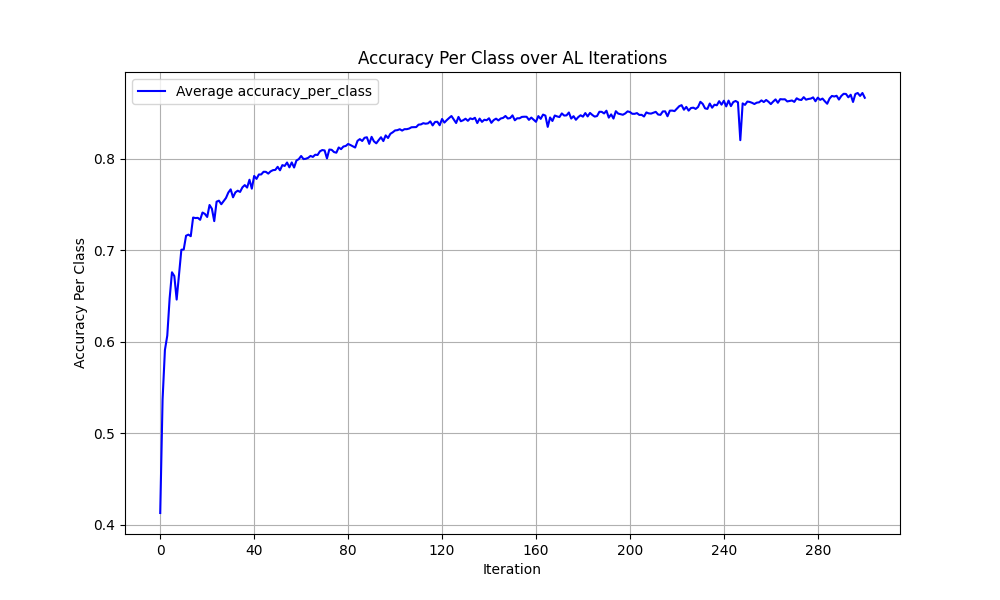 Accuracy Per Class over AL Iterations
Average accuracy_per_class
Accuracy Per Class
0.8
0.7
0.6
0.5
0.4
0 40 80 120 160 200 240 280
Iteration